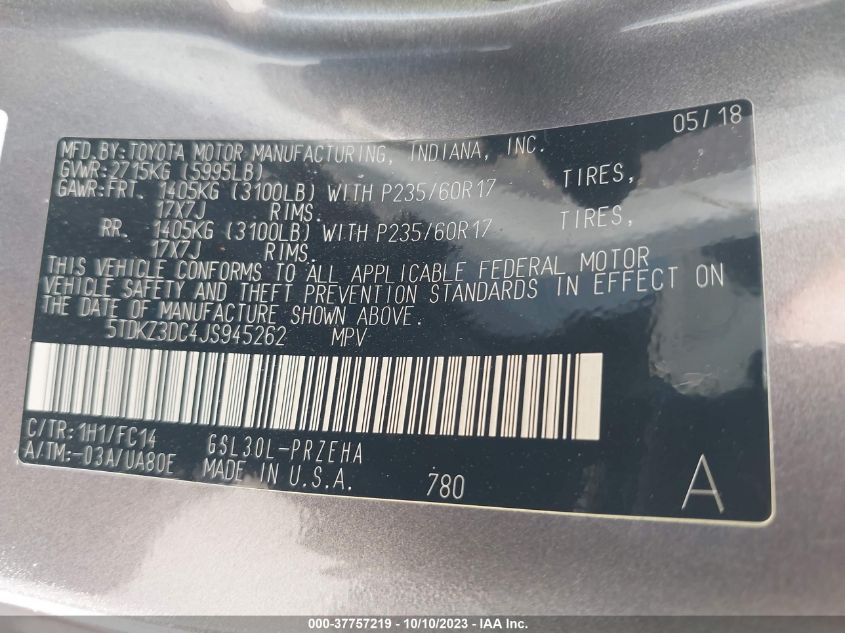 05/18
MFD.BY:TOYOTA MOTOR MANUFACTURING, INDIANA, INC.
GVWR:2715KG (5995LB)
GAWR:FRT. 1405KG (3100LB) WITH P235/60R17 TIRES,
17X7J RIMS.
RR. 1405KG (3100LB) WITH P235/60R17 TIRES,
17X7J RIMS.
THIS VEHICLE CONFORMS TO ALL APPLICABLE FEDERAL MOTOR
VEHICLE SAFETY AND THEFT PREVENTION STANDARDS IN EFFECT ON
THE DATE OF MANUFACTURE SHOWN ABOVE.
5TDKZ3DC4JS945262 MPV
C/TR:1H1/FC14 GSL30L-PRZEHA
A/TM:-03A/UA80E MADE IN U.S.A. 780 A
000-37757219 - 10/10/2023 - IAA Inc.